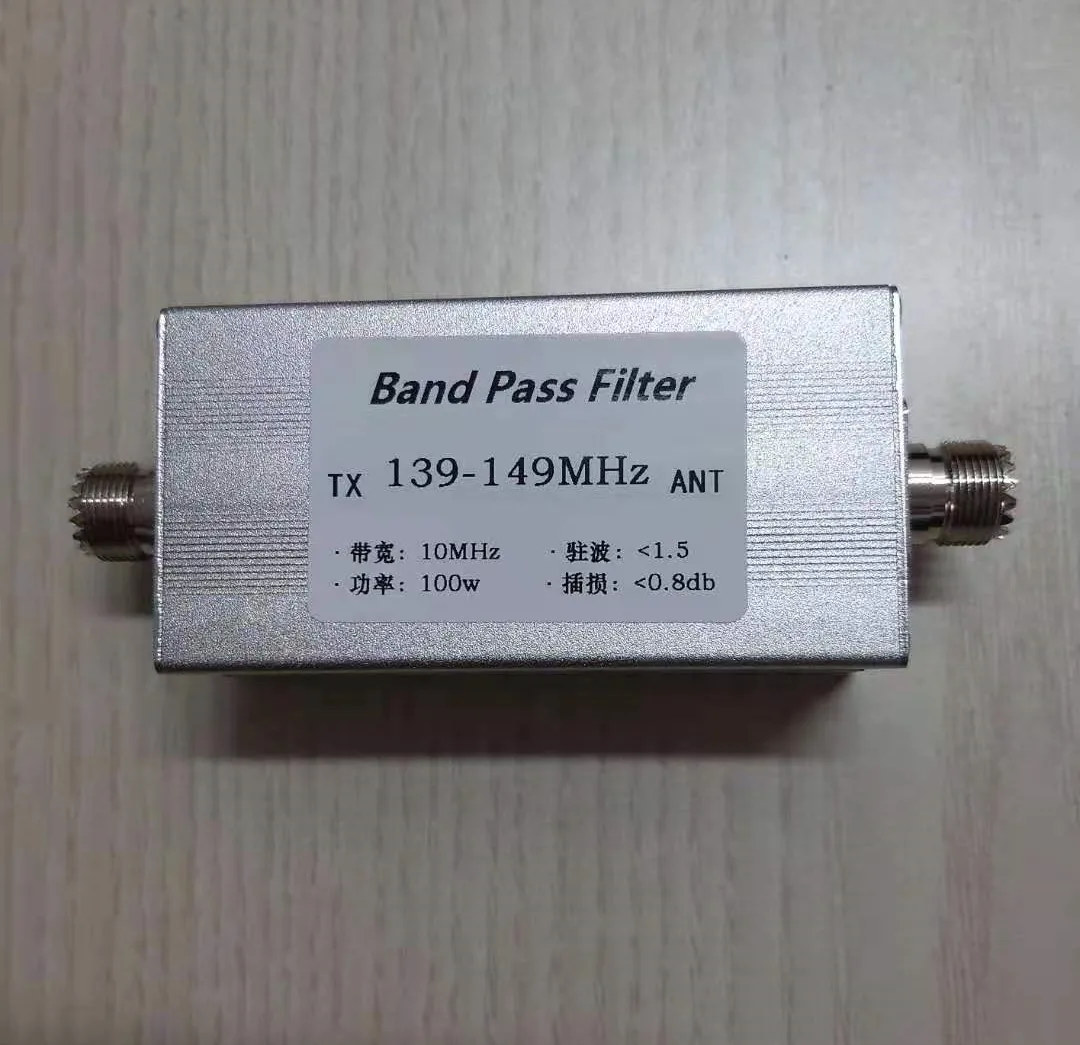 Band Pass Filter
TX 139-149MHz ANT
· 带宽: 10MHz · 驻波: <1.5
· 功率: 100w · 插损: <0.8db